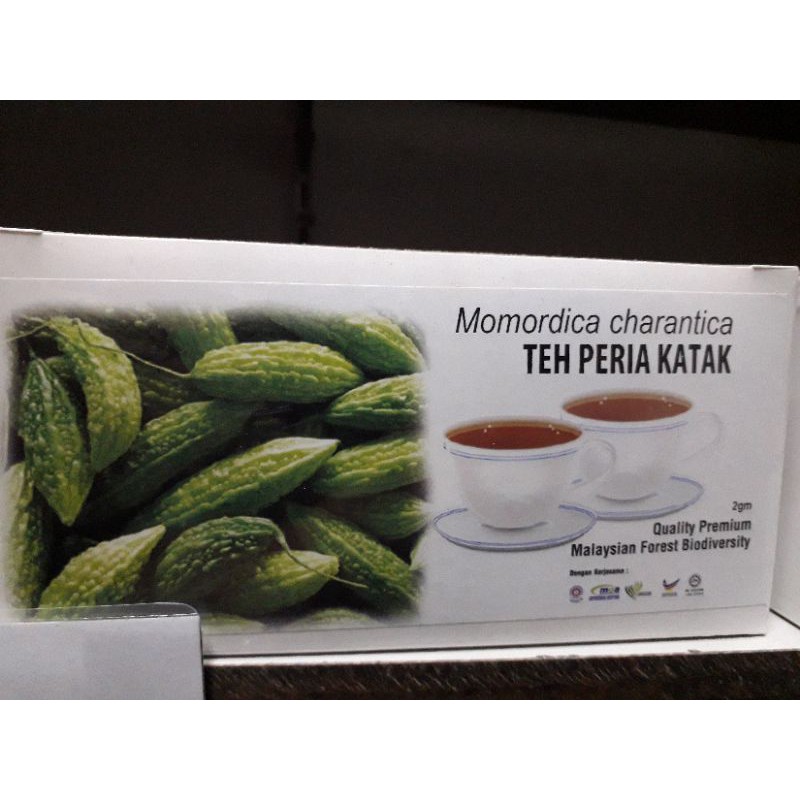 Momordica charantica
TEH PERIA KATAK
2gm
Quality Premium
Malaysian Forest Biodiversity
Dengan Kerjasama :